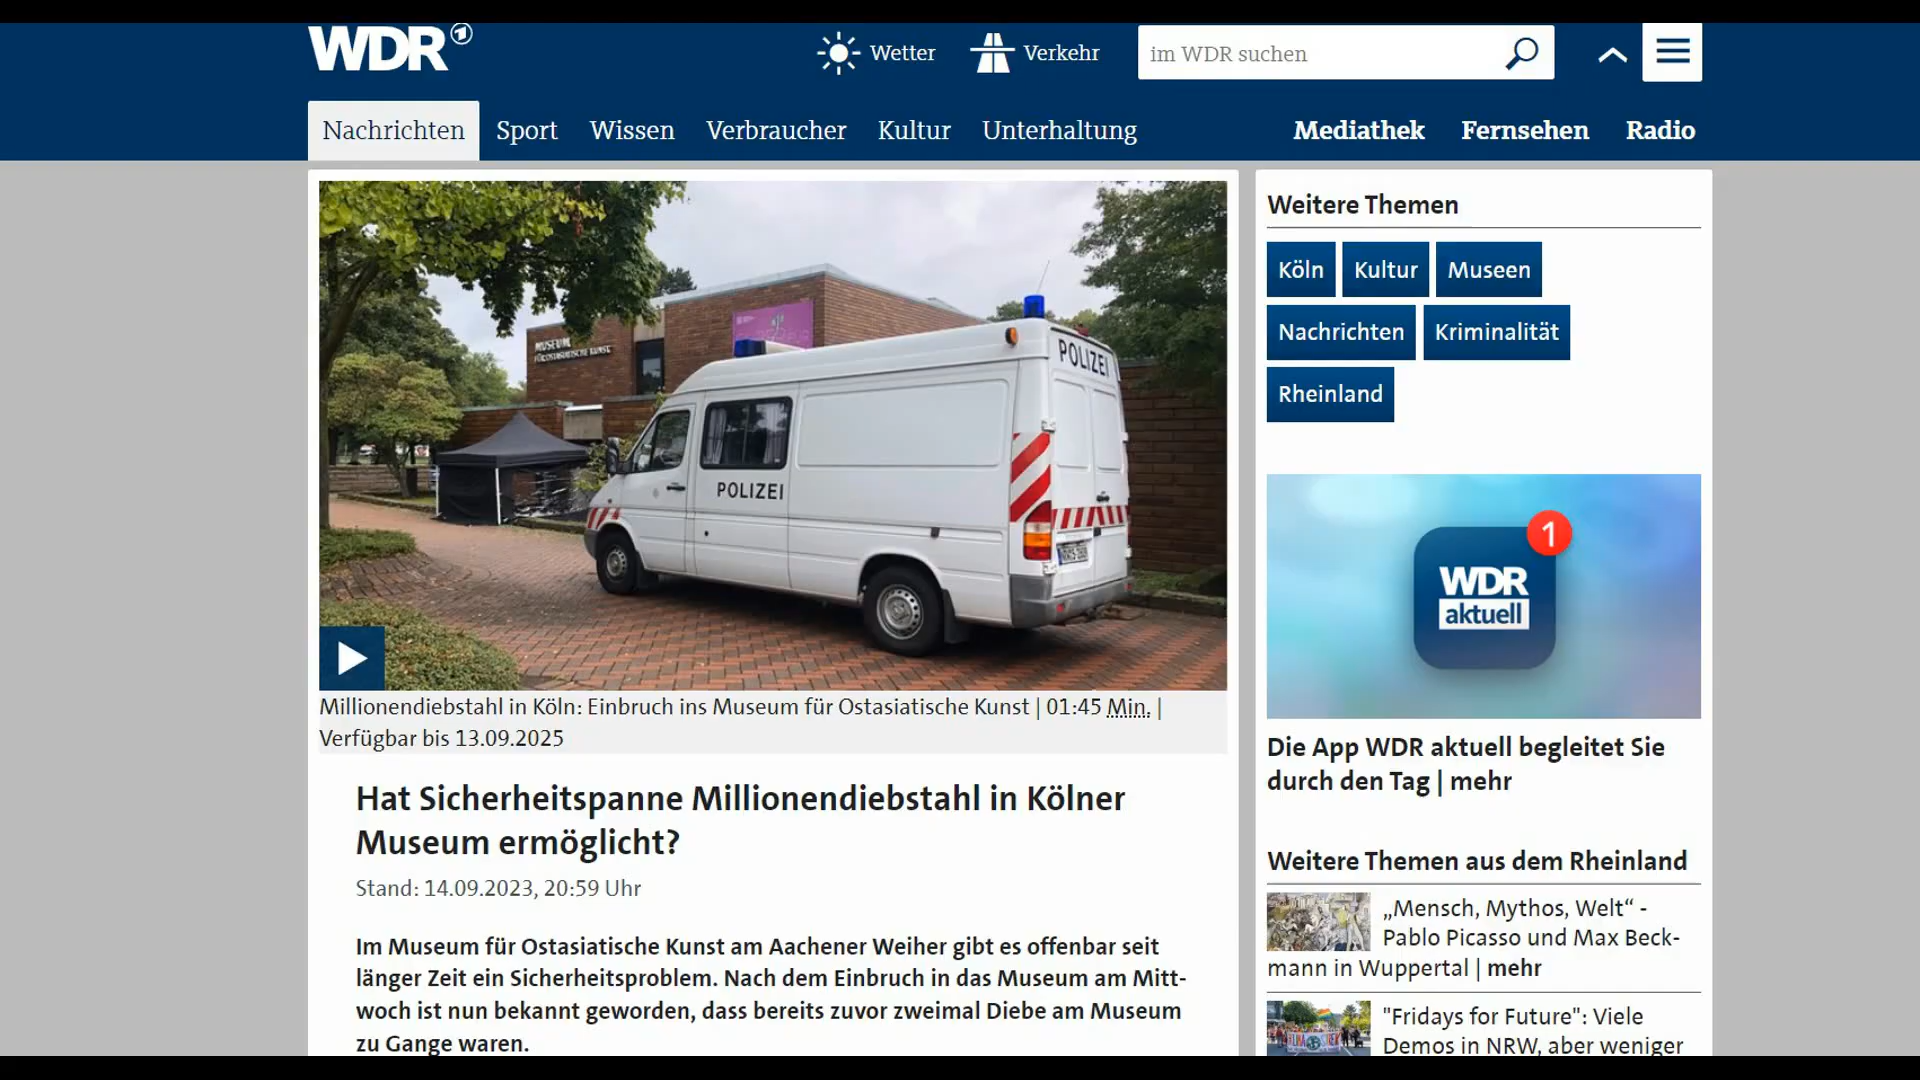 WDR
Wetter
Verkehr
im WDR suchen
Nachrichten
Sport
Wissen
Verbraucher
Kultur
Unterhaltung
Mediathek
Fernsehen
Radio
MUSEUM
FÜR OSTASIATISCHE KUNST
POLIZEI
POLIZEI
Millionendiebstahl in Köln: Einbruch ins Museum für Ostasiatische Kunst | 01:45 Min. |
Verfügbar bis 13.09.2025
Hat Sicherheitspanne Millionendiebstahl in Kölner
Museum ermöglicht?
Stand: 14.09.2023, 20:59 Uhr
Im Museum für Ostasiatische Kunst am Aachener Weiher gibt es offenbar seit
länger Zeit ein Sicherheitsproblem. Nach dem Einbruch in das Museum am Mitt-
woch ist nun bekannt geworden, dass bereits zuvor zweimal Diebe am Museum
zu Gange waren.
Weitere Themen
Köln
Kultur
Museen
Nachrichten
Kriminalität
Rheinland
1
WDR
aktuell
Die App WDR aktuell begleitet Sie
durch den Tag | mehr
Weitere Themen aus dem Rheinland
„Mensch, Mythos, Welt“ -
Pablo Picasso und Max Beck-
mann in Wuppertal | mehr
"Fridays for Future": Viele
Demos in NRW, aber weniger